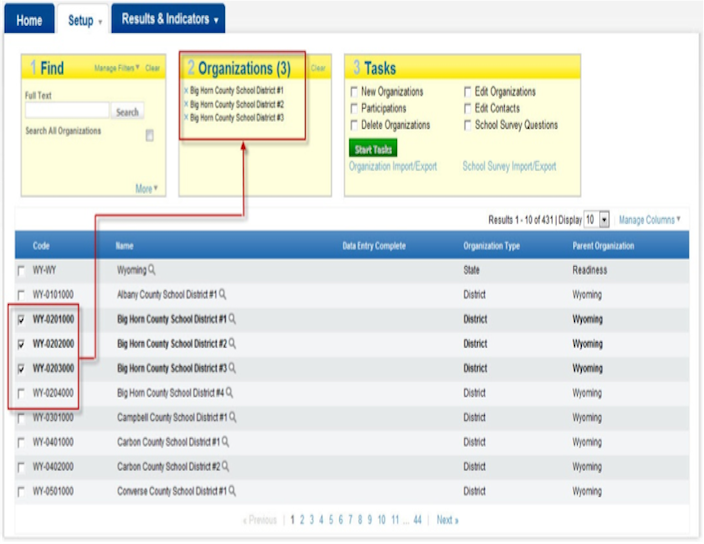 Home Setup Results & Indicators
1 Find Manage Filters Clear
Full Text
Search
Search All Organizations
More
2 Organizations (3) Clear
× Big Horn County School District #1
× Big Horn County School District #2
× Big Horn County School District #3
3 Tasks
New Organizations Edit Organizations
Participations Edit Contacts
Delete Organizations School Survey Questions
Start Tasks
Organization Import/Export School Survey Import/Export
Results 1 - 10 of 431 | Display 10 Manage Columns
Code Name Data Entry Complete Organization Type Parent Organization
WY-WY Wyoming State Readiness
WY-0101000 Albany County School District #1 District Wyoming
WY-0201000 Big Horn County School District #1 District Wyoming
WY-0202000 Big Horn County School District #2 District Wyoming
WY-0203000 Big Horn County School District #3 District Wyoming
WY-0204000 Big Horn County School District #4 District Wyoming
WY-0301000 Campbell County School District #1 District Wyoming
WY-0401000 Carbon County School District #1 District Wyoming
WY-0402000 Carbon County School District #2 District Wyoming
WY-0501000 Converse County School District #1 District Wyoming
« Previous | 1 2 3 4 5 6 7 8 9 10 11 ... 44 | Next »